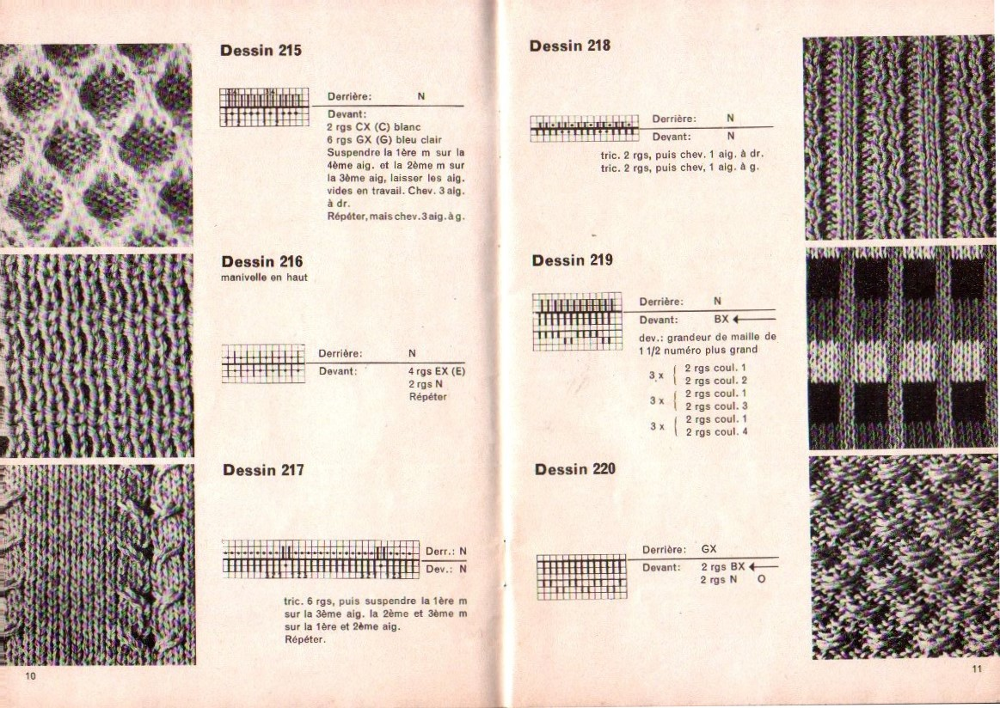 Dessin 215
Derrière: N
Devant:
2 rgs CX (C) blanc
6 rgs GX (G) bleu clair
Suspendre la 1ère m sur la
4ème aig. et la 2ème m sur
la 3ème aig, laisser les aig.
vides en travail. Chev. 3 aig.
à dr.
Répéter, mais chev. 3 aig. à g.
Dessin 216
manivelle en haut
Derrière: N
Devant: 4 rgs EX (E)
2 rgs N
Répéter
Dessin 217
Derr.: N
Dev.: N
tric. 6 rgs, puis suspendre la 1ère m
sur la 3ème aig. la 2ème et 3ème m
sur la 1ère et 2ème aig.
Répéter.
10
Dessin 218
Derrière: N
Devant: N
tric. 2 rgs, puis chev. 1 aig. à dr.
tric. 2 rgs, puis chev, 1 aig. à g.
Dessin 219
Derrière: N
Devant: BX
dev.: grandeur de maille de
1 1/2 numéro plus grand
3 x { 2 rgs coul. 1
2 rgs coul. 2
3 x { 2 rgs coul. 1
2 rgs coul. 3
3 x { 2 rgs coul. 1
2 rgs coul. 4
Dessin 220
Derrière: GX
Devant: 2 rgs BX
2 rgs N O
11